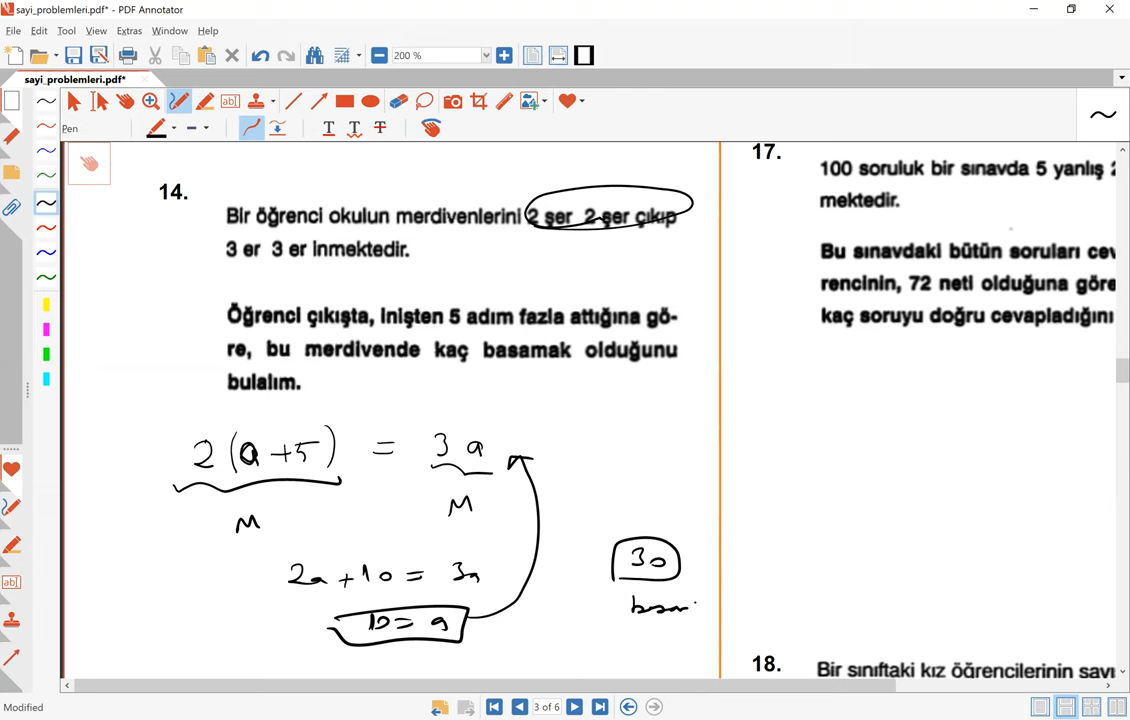 sayi_problemleri.pdf* - PDF Annotator
File Edit Tool View Extras Window Help
200 %
sayi_problemleri.pdf*
Pen
14.
Bir öğrenci okulun merdivenlerini 2 şer 2 şer çıkıp
3 er 3 er inmektedir.
Öğrenci çıkışta, inişten 5 adım fazla attığına gö-
re, bu merdivende kaç basamak olduğunu
bulalım.
2 (a+5) = 3a
M M
2a +10 = 3a
10 = a
30
17.
100 soruluk bir sınavda 5 yanlış
mektedir.
Bu sınavdaki bütün soruları cev
rencinin, 72 neti olduğuna göre
kaç soruyu doğru cevapladığını
18.
Bir sınıftaki kız öğrencilerinin sayı
Modified
3 of 6